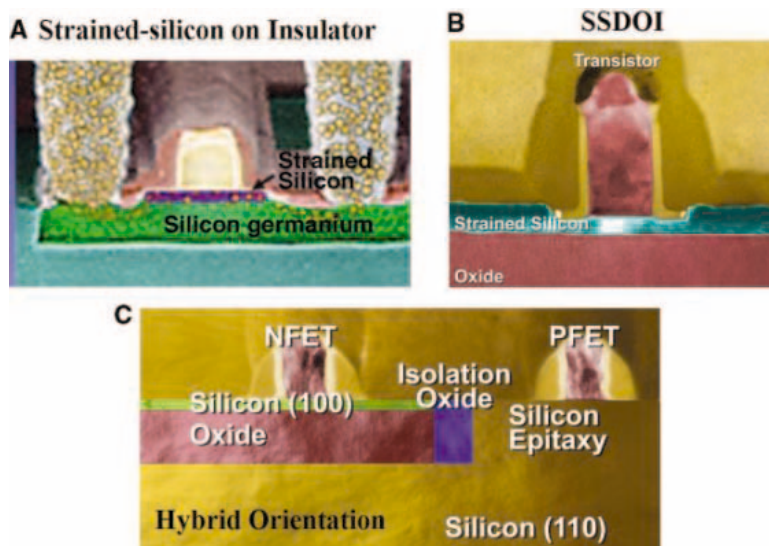 A Strained-silicon on Insulator
Strained
Silicon
Silicon germanium
B SSDOI
Transistor
Strained Silicon
Oxide
C
NFET
PFET
Isolation
Oxide
Silicon (100)
Oxide
Silicon
Epitaxy
Hybrid Orientation
Silicon (110)